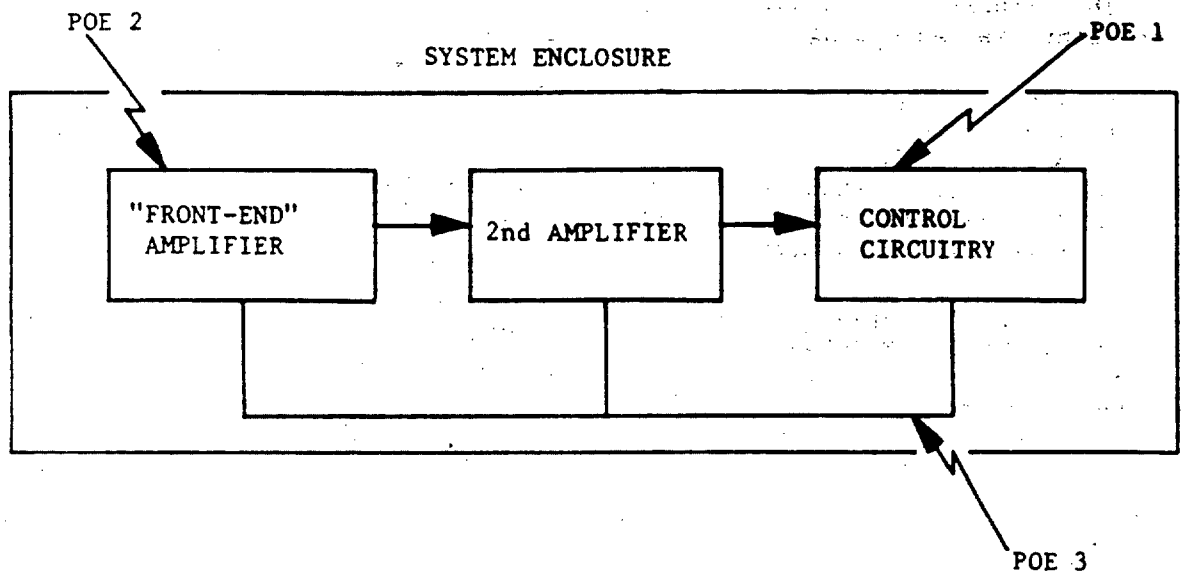 POE 2
POE 1
SYSTEM ENCLOSURE
"FRONT-END"
AMPLIFIER
2nd AMPLIFIER
CONTROL
CIRCUITRY
POE 3